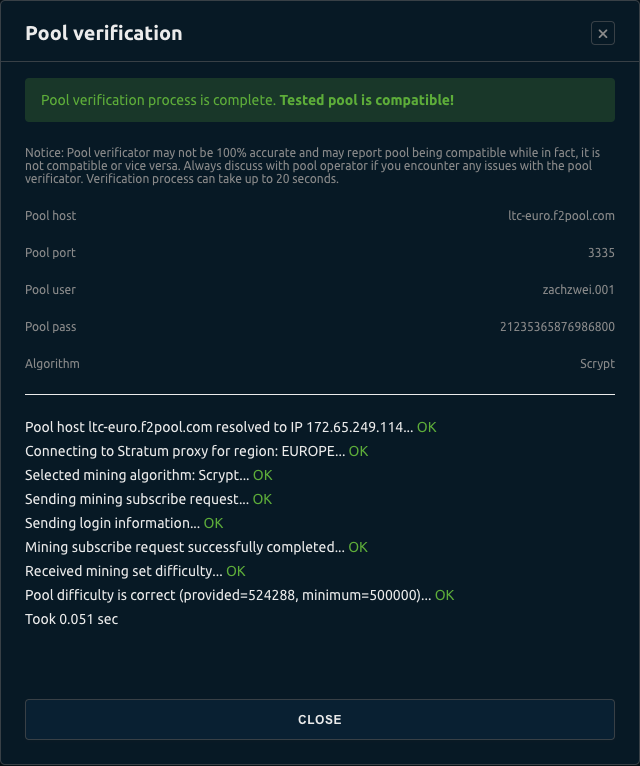 Pool verification
Pool verification process is complete. Tested pool is compatible!
Notice: Pool verificator may not be 100% accurate and may report pool being compatible while in fact, it is
not compatible or vice versa. Always discuss with pool operator if you encounter any issues with the pool
verificator. Verification process can take up to 20 seconds.
Pool host ltc-euro.f2pool.com
Pool port 3335
Pool user zachzwei.001
Pool pass 21235365876986800
Algorithm Scrypt
Pool host ltc-euro.f2pool.com resolved to IP 172.65.249.114... OK
Connecting to Stratum proxy for region: EUROPE... OK
Selected mining algorithm: Scrypt... OK
Sending mining subscribe request... OK
Sending login information... OK
Mining subscribe request successfully completed... OK
Received mining set difficulty... OK
Pool difficulty is correct (provided=524288, minimum=500000)... OK
Took 0.051 sec
CLOSE